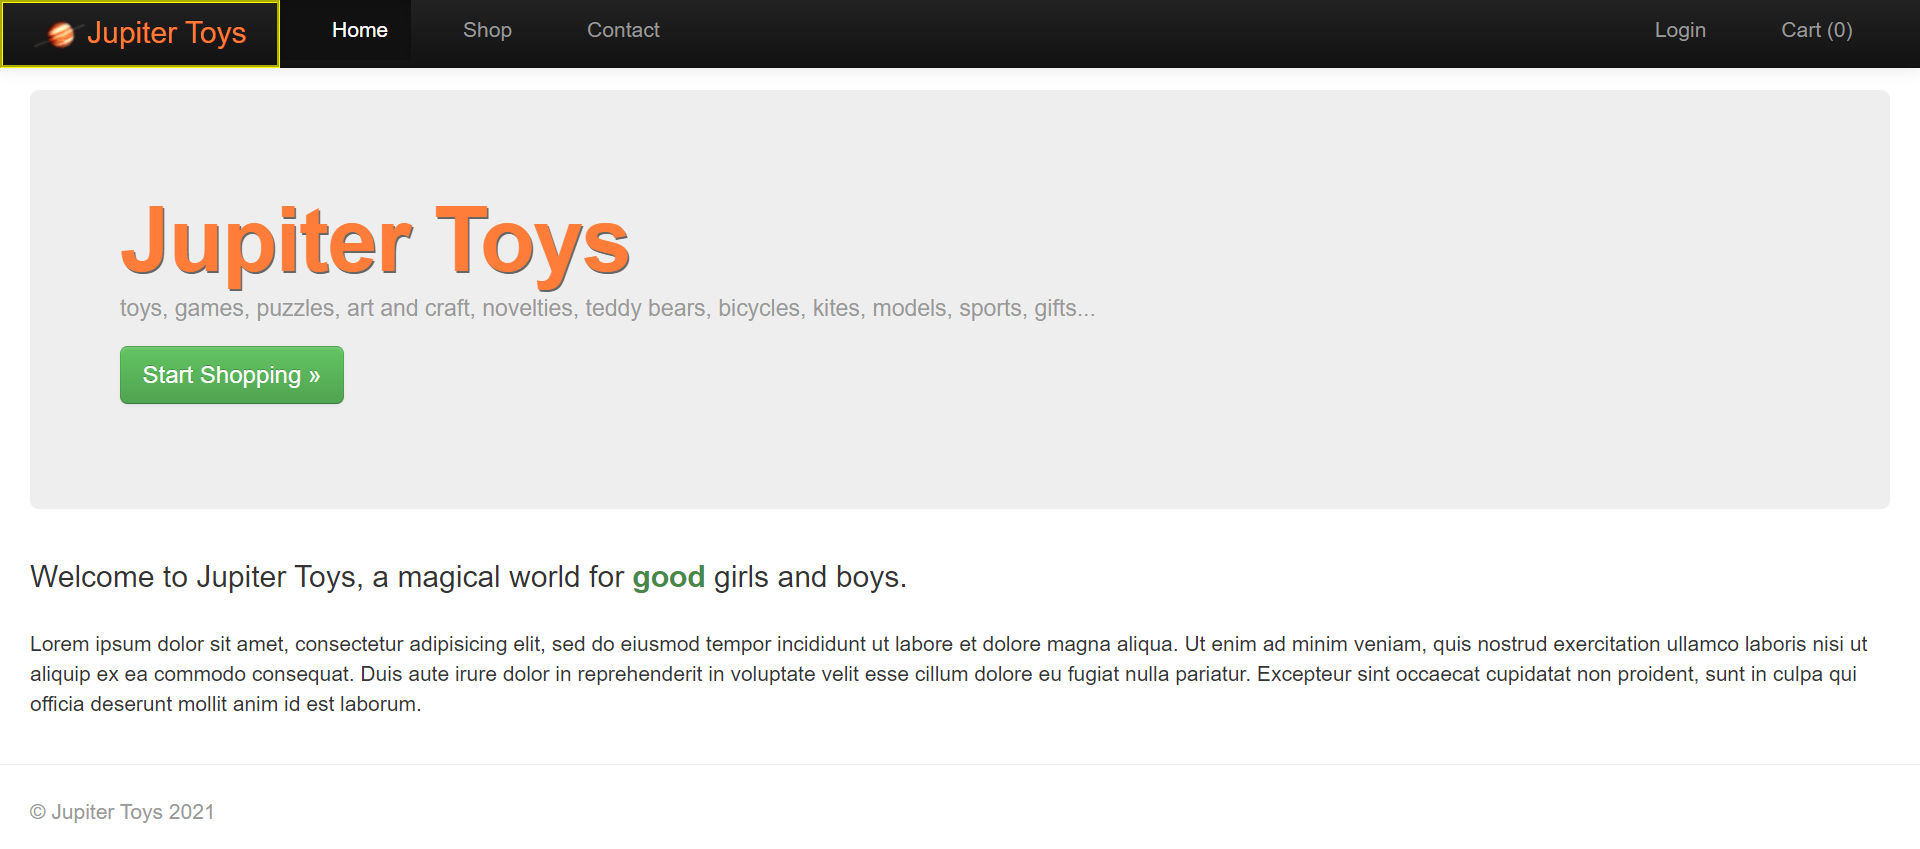 Jupiter Toys Home Shop Contact Login Cart (0)
Jupiter Toys
toys, games, puzzles, art and craft, novelties, teddy bears, bicycles, kites, models, sports, gifts...
Start Shopping »
Welcome to Jupiter Toys, a magical world for good girls and boys.
Lorem ipsum dolor sit amet, consectetur adipisicing elit, sed do eiusmod tempor incididunt ut labore et dolore magna aliqua. Ut enim ad minim veniam, quis nostrud exercitation ullamco laboris nisi ut
aliquip ex ea commodo consequat. Duis aute irure dolor in reprehenderit in voluptate velit esse cillum dolore eu fugiat nulla pariatur. Excepteur sint occaecat cupidatat non proident, sunt in culpa qui
officia deserunt mollit anim id est laborum.
© Jupiter Toys 2021